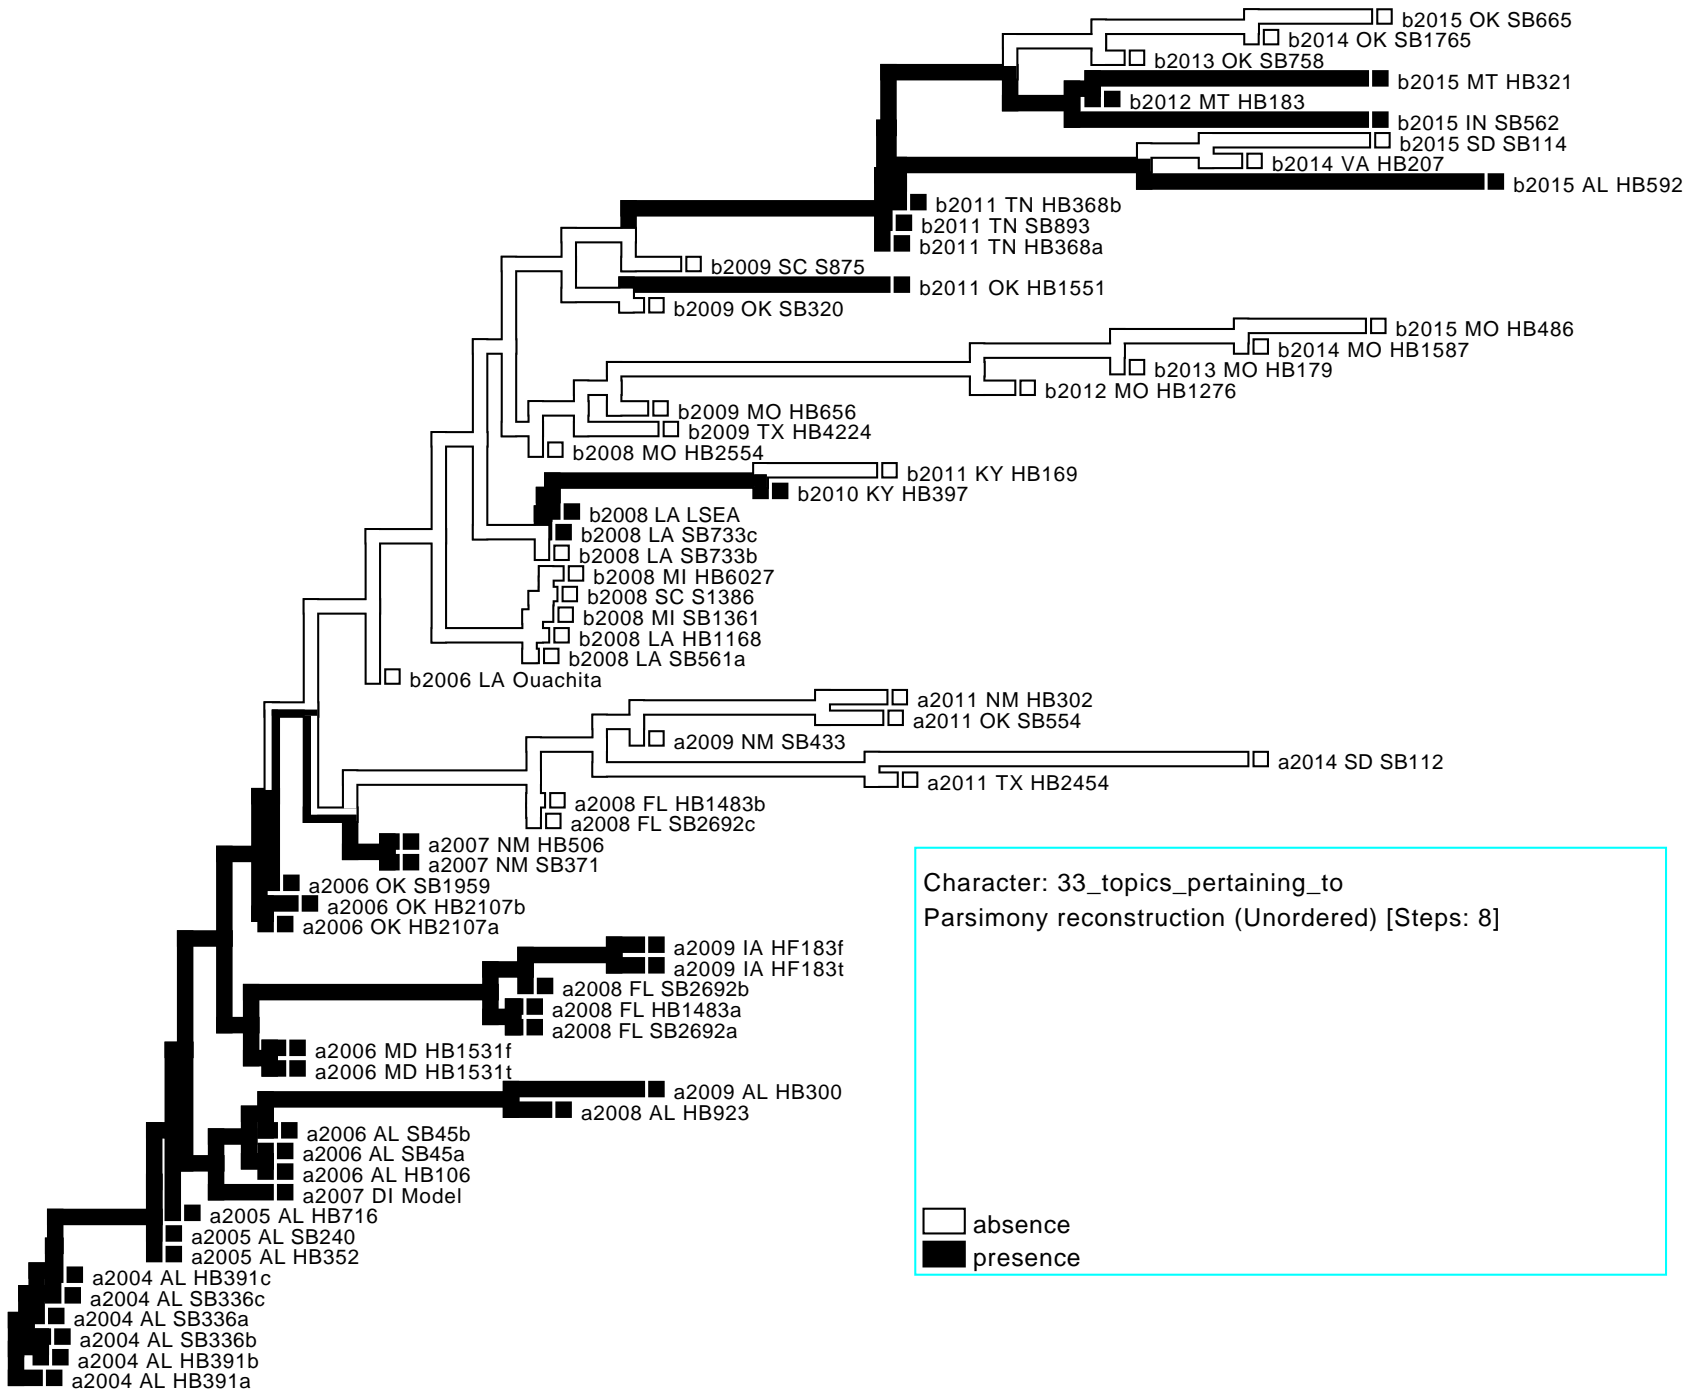 b2015 OK SB665
b2014 OK SB1765
b2013 OK SB758
b2015 MT HB321
b2012 MT HB183
b2015 IN SB562
b2015 SD SB114
b2014 VA HB207
b2015 AL HB592
b2011 TN HB368b
b2011 TN SB893
b2011 TN HB368a
b2009 SC S875
b2011 OK HB1551
b2009 OK SB320
b2015 MO HB486
b2014 MO HB1587
b2013 MO HB179
b2012 MO HB1276
b2009 MO HB656
b2009 TX HB4224
b2008 MO HB2554
b2011 KY HB169
b2010 KY HB397
b2008 LA LSEA
b2008 LA SB733c
b2008 LA SB733b
b2008 MI HB6027
b2008 SC S1386
b2008 MI SB1361
b2008 LA HB1168
b2008 LA SB561a
b2006 LA Ouachita
a2011 NM HB302
a2011 OK SB554
a2009 NM SB433
a2014 SD SB112
a2011 TX HB2454
a2008 FL HB1483b
a2008 FL SB2692c
a2007 NM HB506
a2007 NM SB371
a2006 OK SB1959
a2006 OK HB2107b
a2006 OK HB2107a
a2009 IA HF183f
a2009 IA HF183t
a2008 FL SB2692b
a2008 FL HB1483a
a2008 FL SB2692a
a2006 MD HB1531f
a2006 MD HB1531t
a2009 AL HB300
a2008 AL HB923
a2006 AL SB45b
a2006 AL SB45a
a2006 AL HB106
a2007 DI Model
a2005 AL HB716
a2005 AL SB240
a2005 AL HB352
a2004 AL HB391c
a2004 AL SB336c
a2004 AL SB336a
a2004 AL SB336b
a2004 AL HB391b
a2004 AL HB391a
Character: 33_topics_pertaining_to
Parsimony reconstruction (Unordered) [Steps: 8]
absence
presence